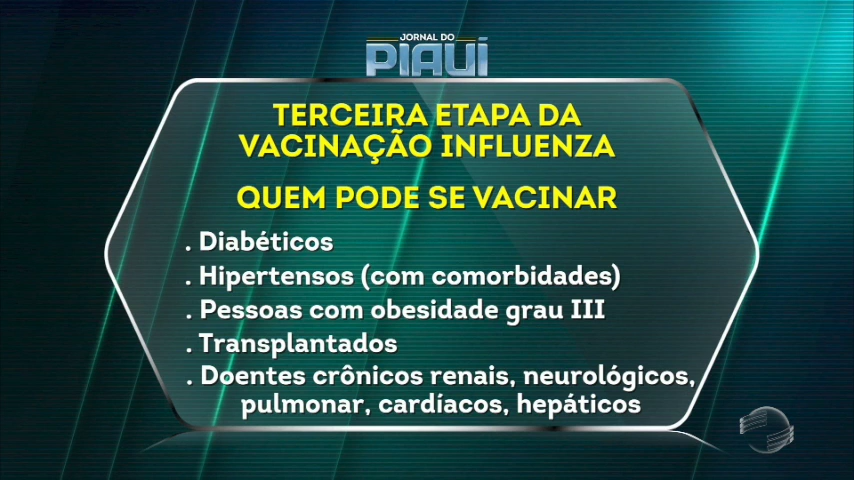 JORNAL DO
PIAUÍ
TERCEIRA ETAPA DA
VACINAÇÃO INFLUENZA
QUEM PODE SE VACINAR
. Diabéticos
. Hipertensos (com comorbidades)
. Pessoas com obesidade grau III
. Transplantados
. Doentes crônicos renais, neurológicos,
pulmonar, cardíacos, hepáticos